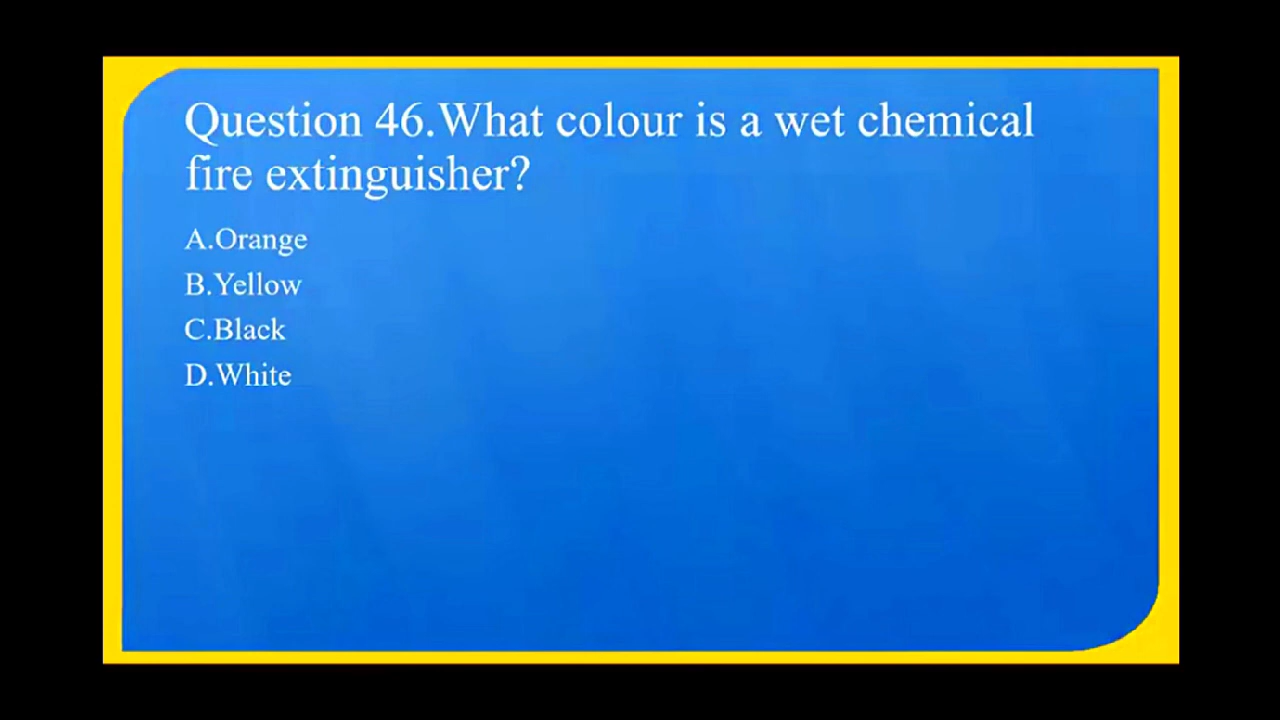 Question 46.What colour is a wet chemical
fire extinguisher?
A.Orange
B.Yellow
C.Black
D.White